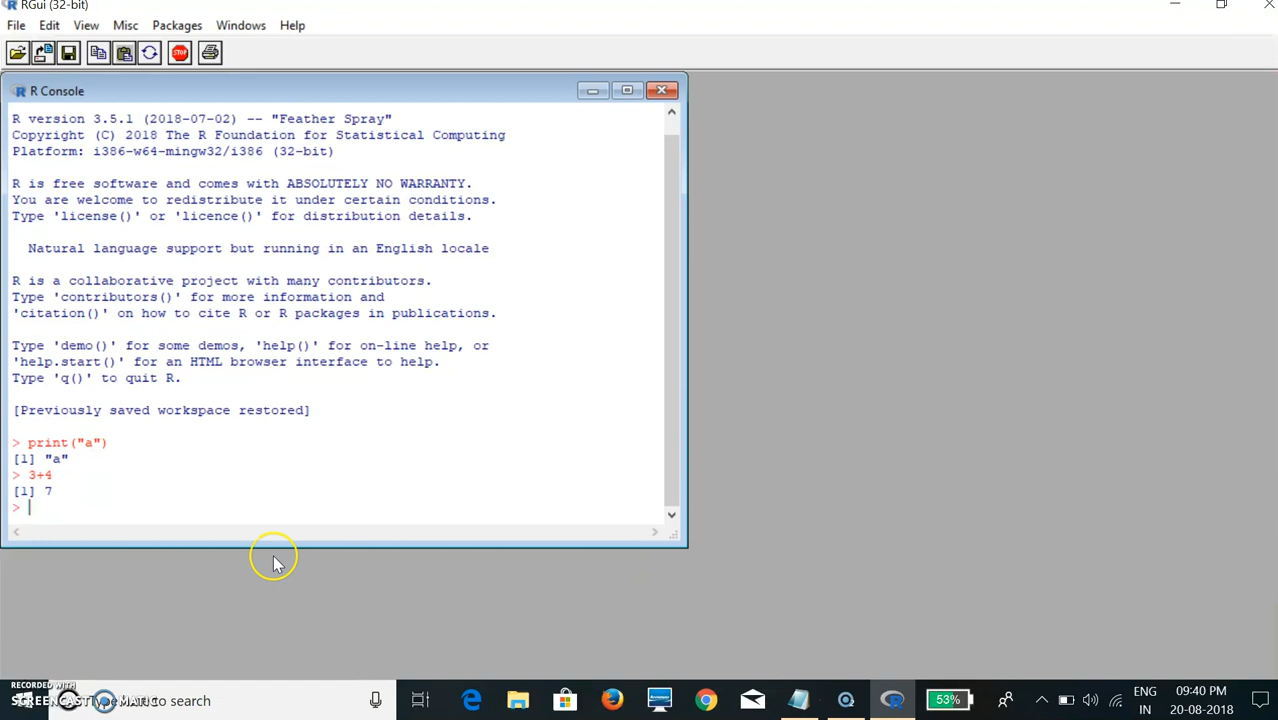 RGui (32-bit)
File Edit View Misc Packages Windows Help
STOP
R Console
R version 3.5.1 (2018-07-02) -- "Feather Spray"
Copyright (C) 2018 The R Foundation for Statistical Computing
Platform: i386-w64-mingw32/i386 (32-bit)
R is free software and comes with ABSOLUTELY NO WARRANTY.
You are welcome to redistribute it under certain conditions.
Type 'license()' or 'licence()' for distribution details.
Natural language support but running in an English locale
R is a collaborative project with many contributors.
Type 'contributors()' for more information and
'citation()' on how to cite R or R packages in publications.
Type 'demo()' for some demos, 'help()' for on-line help, or
'help.start()' for an HTML browser interface to help.
Type 'q()' to quit R.
[Previously saved workspace restored]
> print("a")
[1] "a"
> 3+4
[1] 7
>
RECORDED WITH
SCREENCAST MATIC
Type here to search
53%
ENG
IN
09:40 PM
20-08-2018